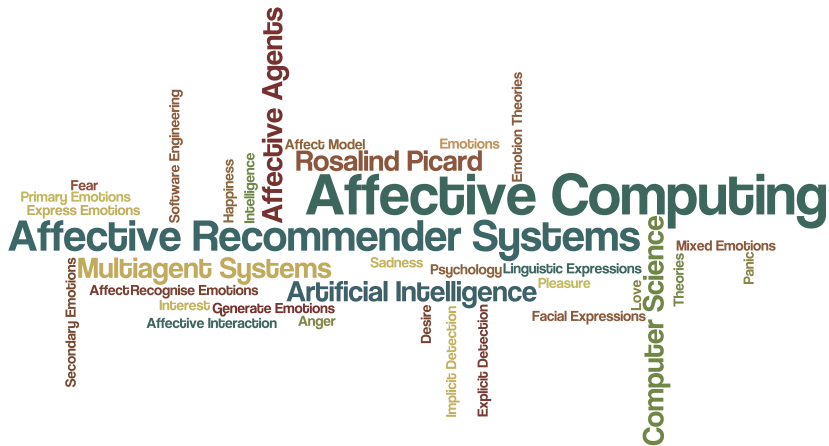 Affective Agents
Software Engineering
Emotion Theories
Affect Model
Emotions
Rosalind Picard
Happiness
Intelligence
Fear
Primary Emotions
Express Emotions
Affective Computing
Affective Recommender Systems
Computer Science
Mixed Emotions
Multiagent Systems
Sadness
Psychology
Linguistic Expressions
Theories
Panic
Secondary Emotions
Affect
Recognise Emotions
Artificial Intelligence
Pleasure
Love
Interest
Generate Emotions
Affective Interaction
Anger
Desire
Implicit Detection
Explicit Detection
Facial Expressions